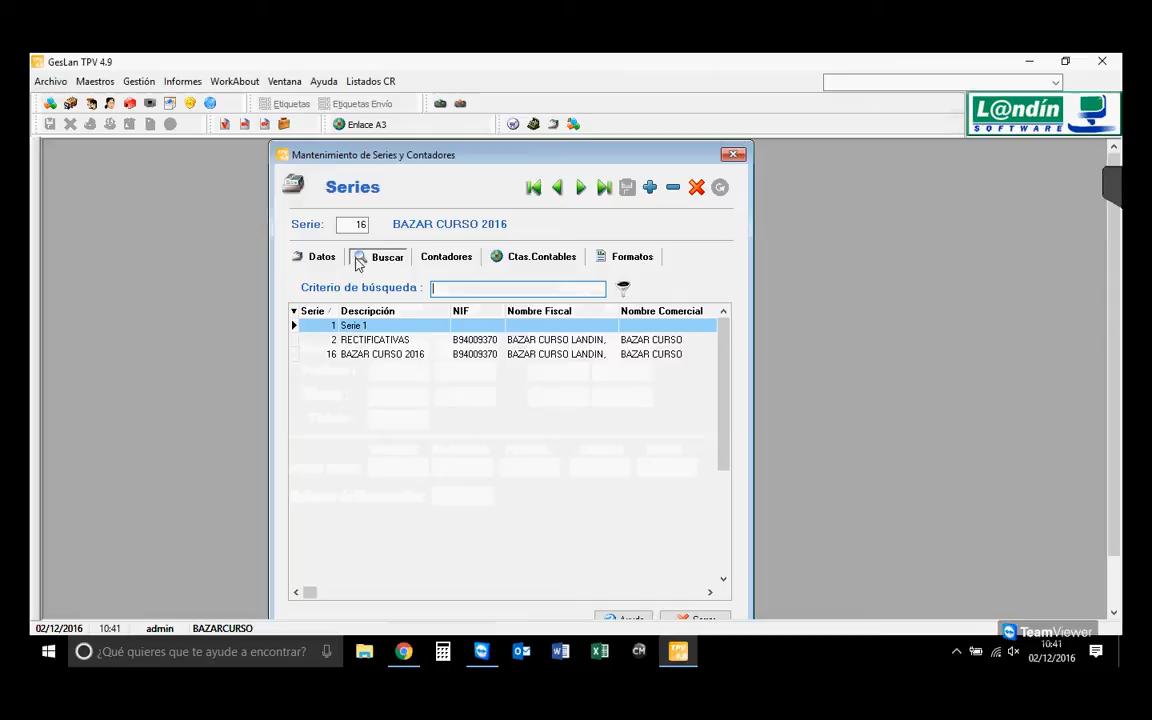 GesLan TPV 4.9
Archivo Maestros Gestión Informes WorkAbout Ventana Ayuda Listados CR
Etiquetas Etiquetas Envío
Enlace A3
L@ndín
SOFTWARE
Mantenimiento de Series y Contadores
Series
Serie: 16 BAZAR CURSO 2016
Datos Buscar Contadores Ctas.Contables Formatos
Criterio de búsqueda :
Serie Descripción NIF Nombre Fiscal Nombre Comercial
1 Serie 1
2 RECTIFICATIVAS B94009370 BAZAR CURSO LANDIN, BAZAR CURSO
16 BAZAR CURSO 2016 B94009370 BAZAR CURSO LANDIN, BAZAR CURSO
02/12/2016 10:41 admin BAZARCURSO
TeamViewer
¿Qué quieres que te ayude a encontrar?
10:41
02/12/2016